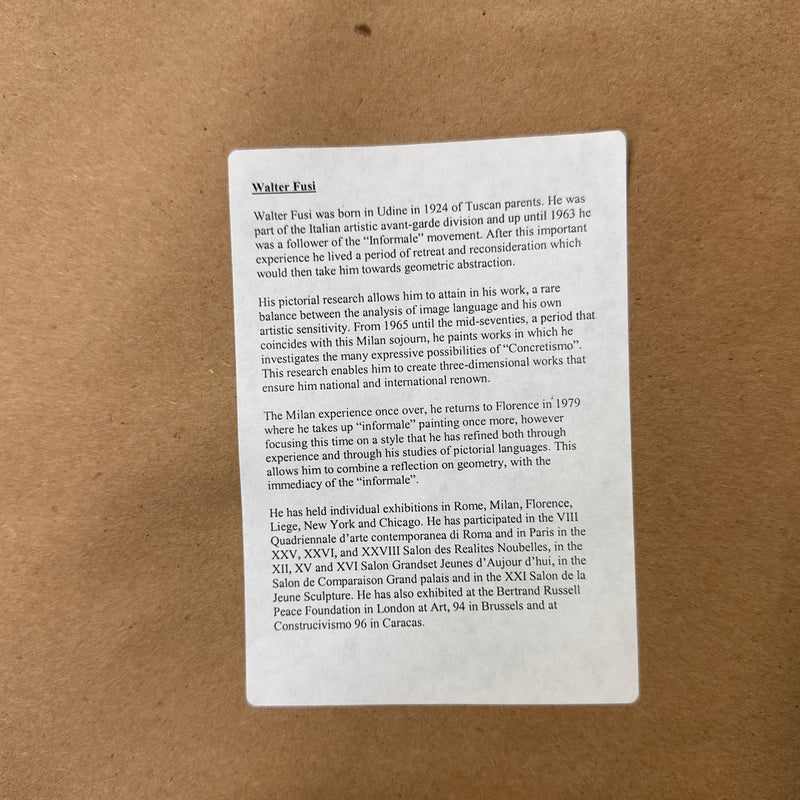 Walter Fusi
Walter Fusi was born in Udine in 1924 of Tuscan parents. He was
part of the Italian artistic avant-garde division and up until 1963 he
was a follower of the “Informale” movement. After this important
experience he lived a period of retreat and reconsideration which
would then take him towards geometric abstraction.
His pictorial research allows him to attain in his work, a rare
balance between the analysis of image language and his own
artistic sensitivity. From 1965 until the mid-seventies, a period that
coincides with this Milan sojourn, he paints works in which he
investigates the many expressive possibilities of “Concretismo”.
This research enables him to create three-dimensional works that
ensure him national and international renown.
The Milan experience once over, he returns to Florence in 1979
where he takes up “informale” painting once more, however
focusing this time on a style that he has refined both through
experience and through his studies of pictorial languages. This
allows him to combine a reflection on geometry, with the
immediacy of the “informale”.
He has held individual exhibitions in Rome, Milan, Florence,
Liege, New York and Chicago. He has participated in the VIII
Quadriennale d’arte contemporanea di Roma and in Paris in the
XXV, XXVI, and XXVIII Salon des Realites Noubelles, in the
XII, XV and XVI Salon Grandset Jeunes d’Aujour d’hui, in the
Salon de Comparaison Grand palais and in the XXI Salon de la
Jeune Sculpture. He has also exhibited at the Bertrand Russell
Peace Foundation in London at Art, 94 in Brussels and at
Construcivismo 96 in Caracas.